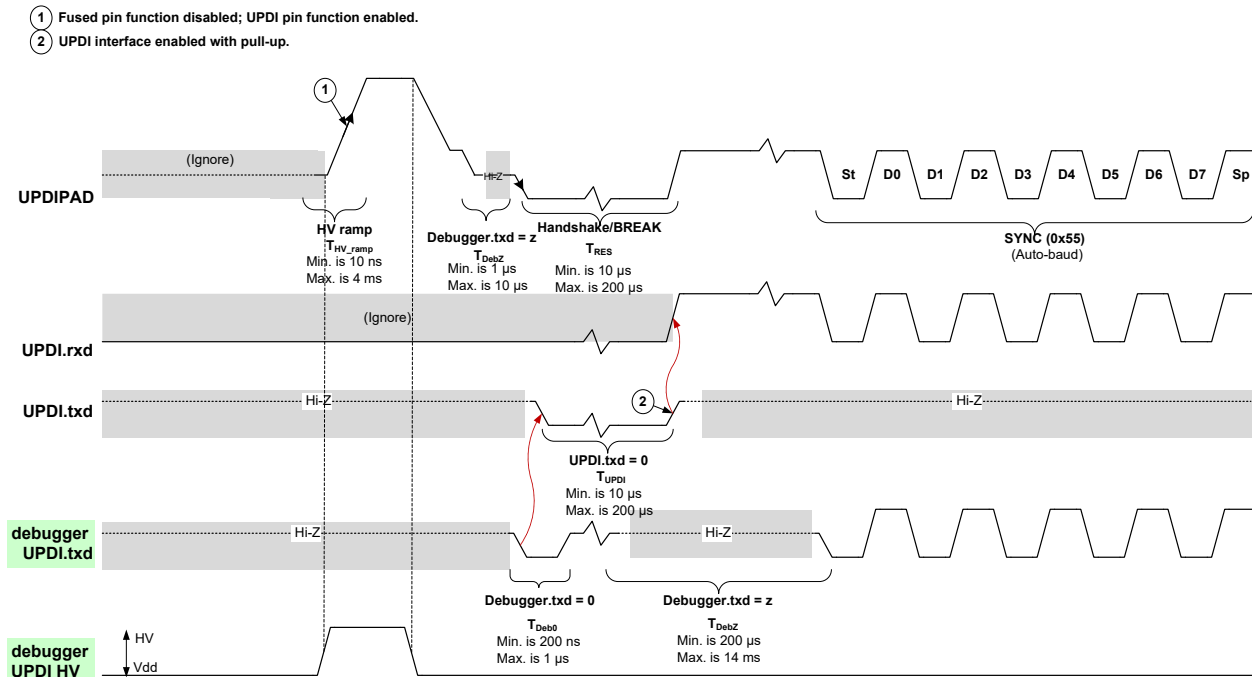 1 Fused pin function disabled; UPDI pin function enabled.
2 UPDI interface enabled with pull-up.
1
(Ignore)
UPDIPAD
Hi-Z
St D0 D1 D2 D3 D4 D5 D6 D7 Sp
HV ramp
THV_ramp
Min. is 10 ns
Max. is 4 ms
Debugger.txd = z
TDebZ
Min. is 1 µs
Max. is 10 µs
Handshake/BREAK
TRES
Min. is 10 µs
Max. is 200 µs
SYNC (0x55)
(Auto-baud)
(Ignore)
UPDI.rxd
Hi-Z
2
Hi-Z
UPDI.txd
UPDI.txd = 0
TUPDI
Min. is 10 µs
Max. is 200 µs
debugger
UPDI.txd
Hi-Z
Hi-Z
Debugger.txd = 0
TDeb0
Min. is 200 ns
Max. is 1 µs
Debugger.txd = z
TDebZ
Min. is 200 µs
Max. is 14 ms
debugger
UPDI HV
HV
Vdd